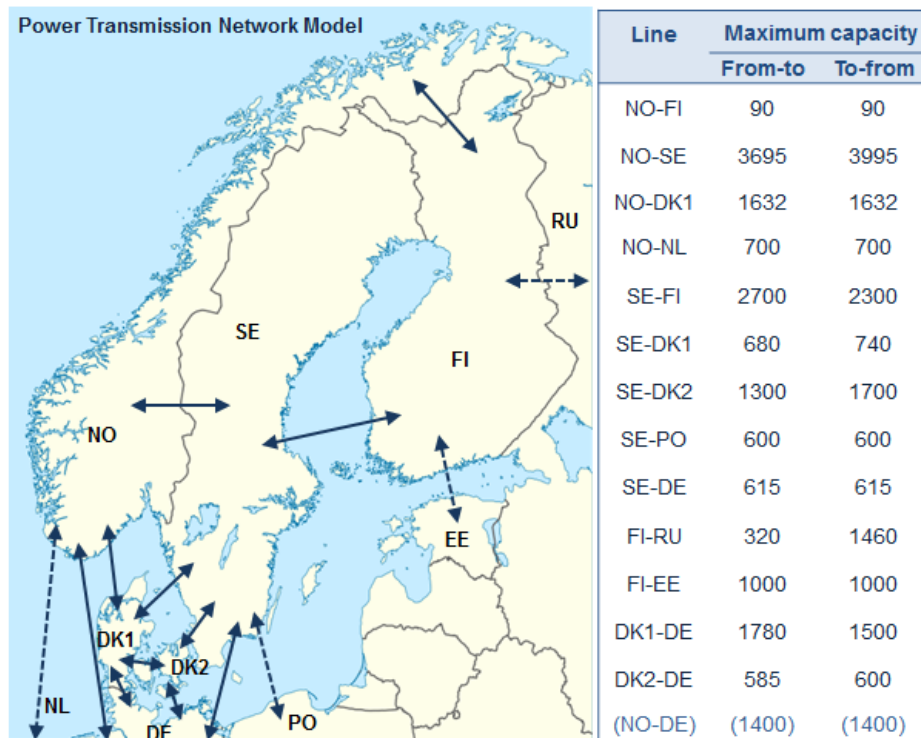 Power Transmission Network Model
RU
SE
FI
NO
EE
DK1
DK2
NL
DE
PO
Line Maximum capacity
From-to To-from
NO-FI 90 90
NO-SE 3695 3995
NO-DK1 1632 1632
NO-NL 700 700
SE-FI 2700 2300
SE-DK1 680 740
SE-DK2 1300 1700
SE-PO 600 600
SE-DE 615 615
FI-RU 320 1460
FI-EE 1000 1000
DK1-DE 1780 1500
DK2-DE 585 600
(NO-DE) (1400) (1400)